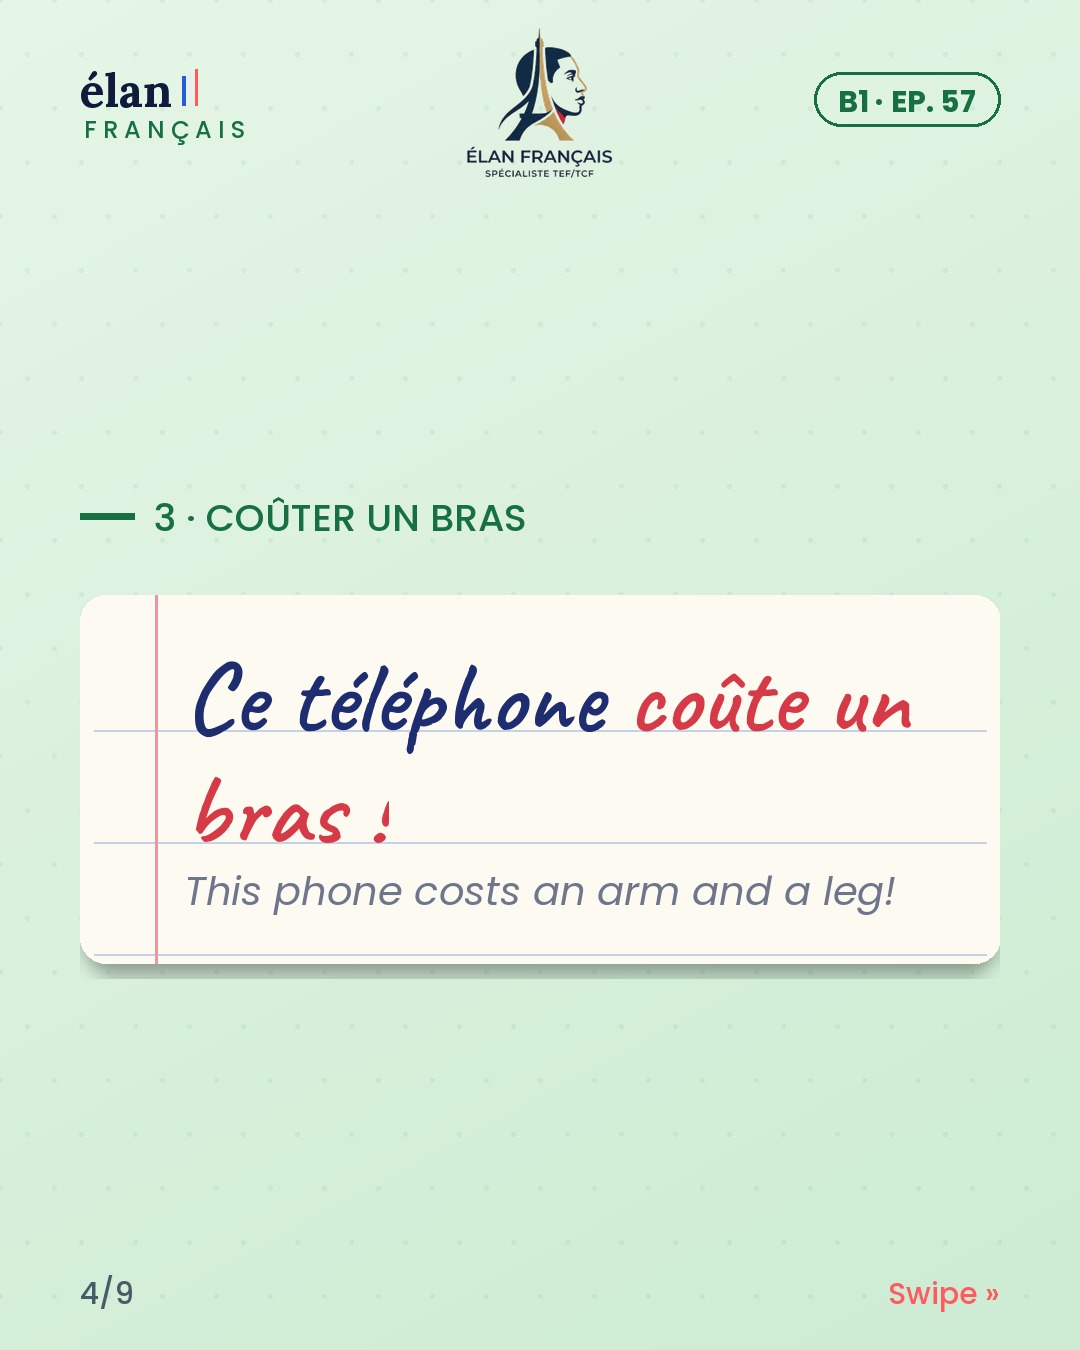 élan
FRANÇAIS
ÉLAN FRANÇAIS
SPÉCIALISTE TEF/TCF
B1 · EP. 57
3 · COÛTER UN BRAS
Ce téléphone coûte un
bras !
This phone costs an arm and a leg!
4/9
Swipe »